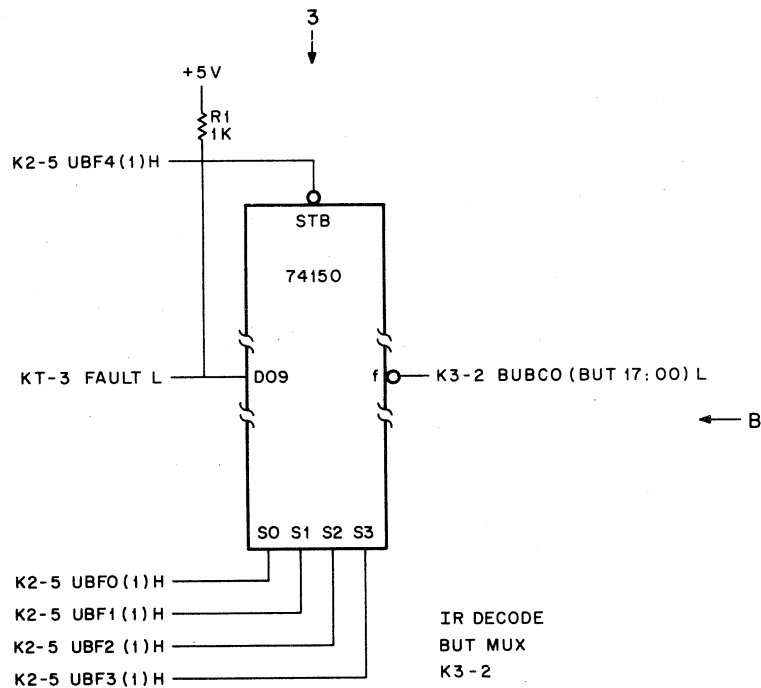 3
+5V
R1
1K
K2-5 UBF4(1)H
STB
74150
KT-3 FAULT L
D09
f
K3-2 BUBC0 (BUT 17:00) L
B
S0 S1 S2 S3
K2-5 UBF0(1)H
K2-5 UBF1(1)H
K2-5 UBF2 (1)H
K2-5 UBF3(1)H
IR DECODE
BUT MUX
K3-2